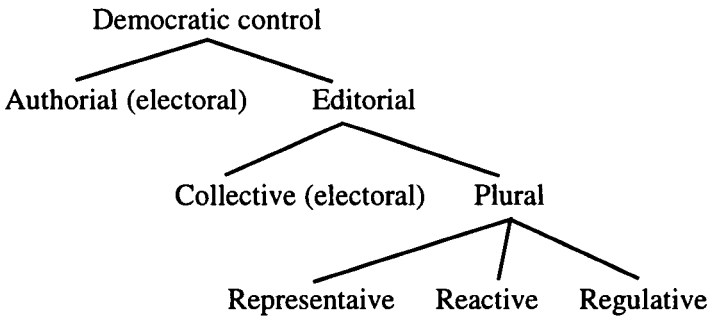 Democratic control
Authorial (electoral) Editorial
Collective (electoral) Plural
Representaive Reactive Regulative